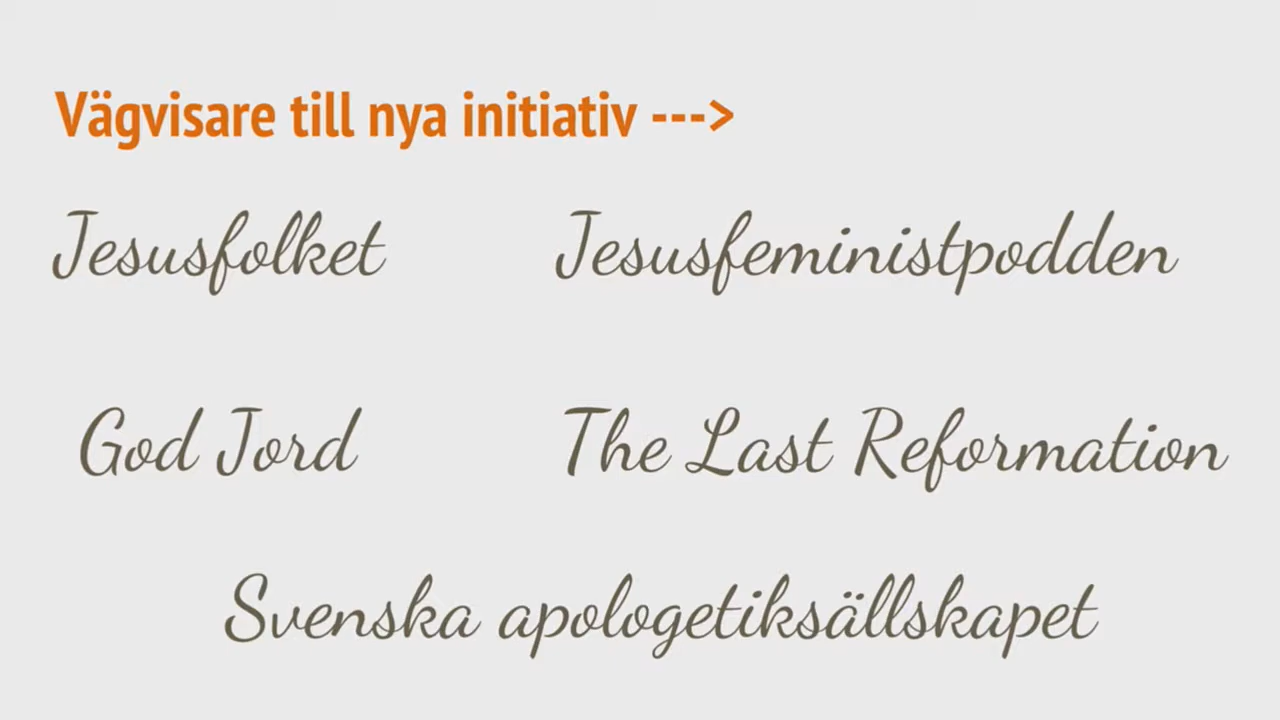 Vägvisare till nya initiativ --->
Jesusfolket
Jesusfeministpodden
God Jord
The Last Reformation
Svenska apologetiksällskapet